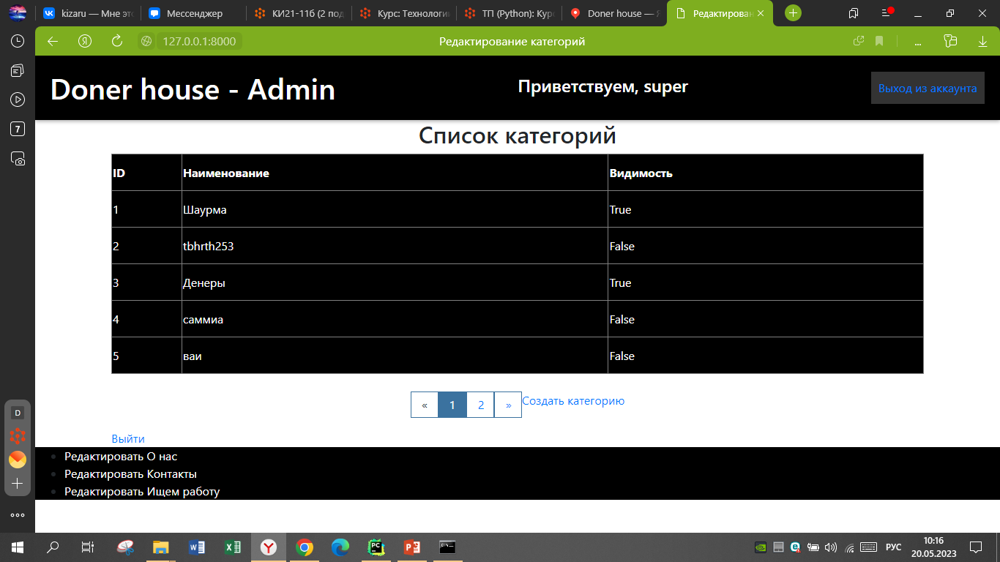 kizaru — Мне это
Мессенджер
КИ21-11б (2 под
Курс: Технологии
ТП (Python): Курс
Doner house — Я
Редактирован
127.0.0.1:8000
Редактирование категорий
7
Doner house - Admin
Приветствуем, super
Выход из аккаунта
Список категорий
ID Наименование Видимость
1 Шаурма True
2 tbhrth253 False
3 Денеры True
4 саммиа False
5 ваи False
« 1 2 » Создать категорию
D
Выйти
Редактировать О нас
Редактировать Контакты
Редактировать Ищем работу
РУС
10:16
20.05.2023